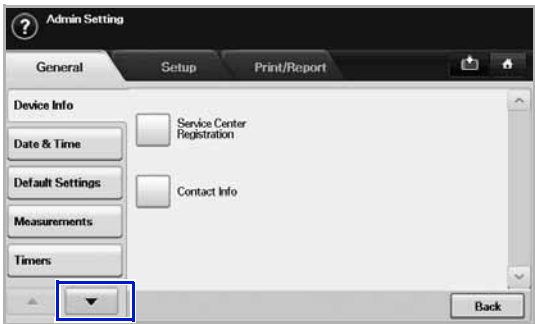 ? Admin Setting
General Setup Print/Report
Device Info
Service Center
Registration
Date & Time
Default Settings
Contact Info
Measurements
Timers
Back